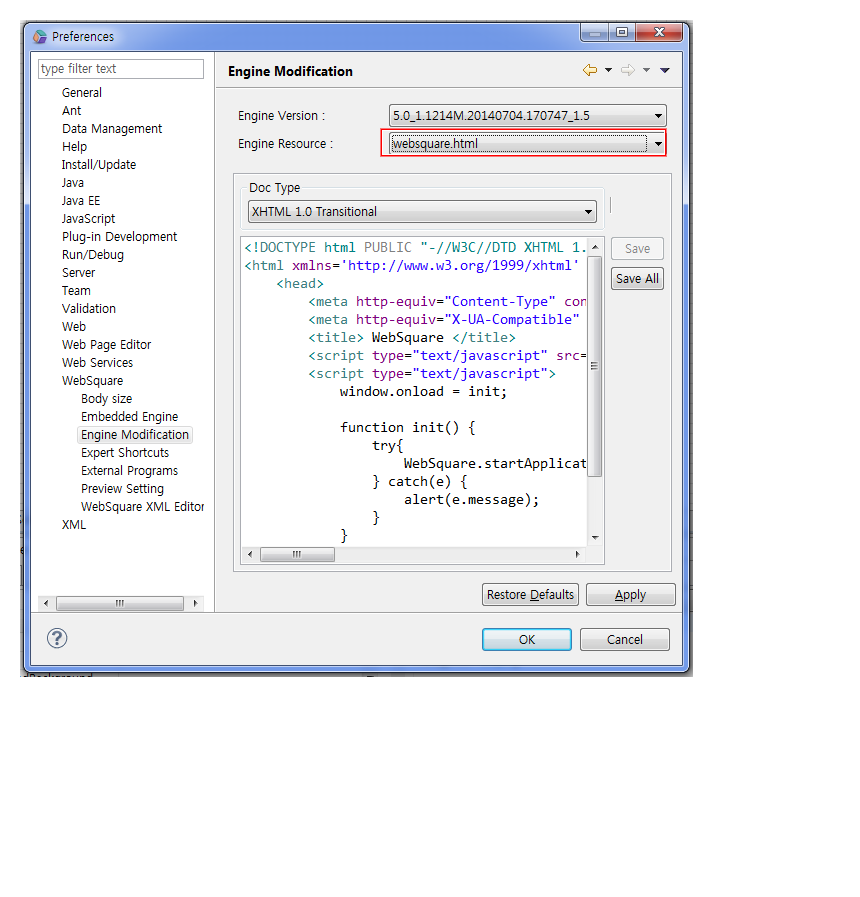 Preferences
type filter text
General
Ant
Data Management
Help
Install/Update
Java
Java EE
JavaScript
Plug-in Development
Run/Debug
Server
Team
Validation
Web
Web Page Editor
Web Services
WebSquare
Body size
Embedded Engine
Engine Modification
Expert Shortcuts
External Programs
Preview Setting
WebSquare XML Editor
XML
Engine Modification
Engine Version : 5.0_1.1214M.20140704.170747_1.5
Engine Resource : websquare.html
Doc Type
XHTML 1.0 Transitional
<!DOCTYPE html PUBLIC "-//W3C//DTD XHTML 1.
<html xmlns='http://www.w3.org/1999/xhtml'
<head>
<meta http-equiv="Content-Type" con
<meta http-equiv="X-UA-Compatible"
<title> WebSquare </title>
<script type="text/javascript" src=
<script type="text/javascript">
window.onload = init;
function init() {
try{
WebSquare.startApplicat
} catch(e) {
alert(e.message);
}
}
Save
Save All
Restore Defaults
Apply
OK
Cancel